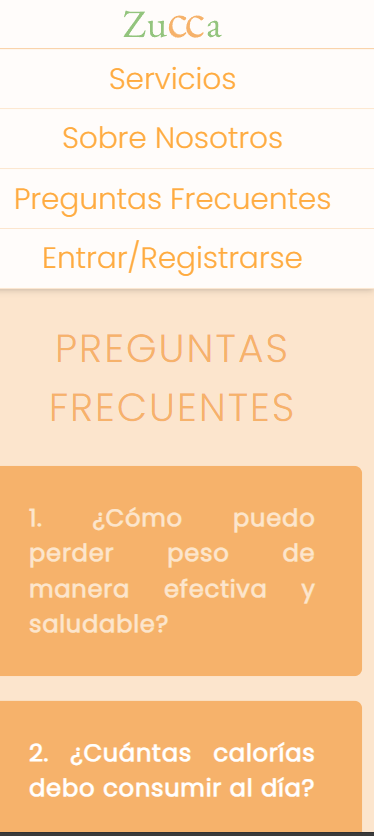 Zucca
Servicios
Sobre Nosotros
Preguntas Frecuentes
Entrar/Registrarse
PREGUNTAS
FRECUENTES
1. ¿Cómo puedo
perder peso de
manera efectiva y
saludable?
2. ¿Cuántas calorías
debo consumir al día?